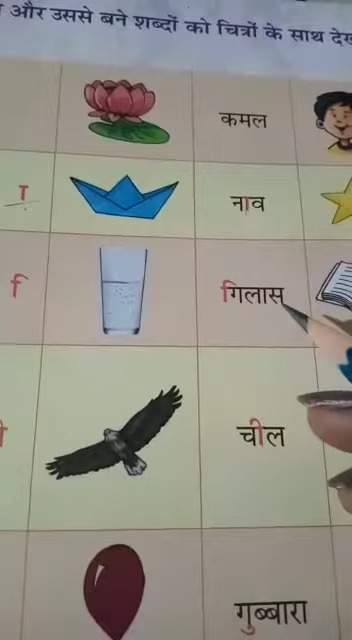 और उससे बने शब्दों को चित्रों के साथ
कमल
ा नाव
ि गिलास
ी चील
गुब्बारा